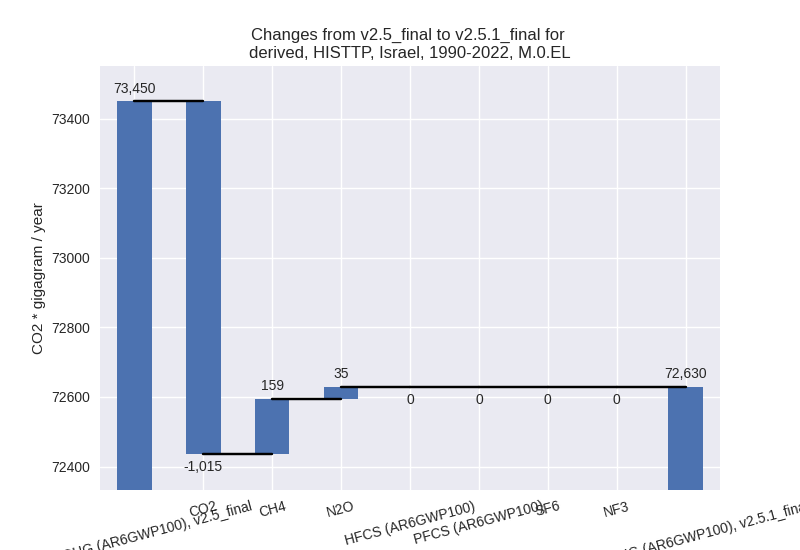 Changes from v2.5_final to v2.5.1_final for
derived, HISTTP, Israel, 1990-2022, M.0.EL
CO2 * gigagram / year
73400
73200
73000
72800
72600
72400
73,450
-1,015
159
35
0
0
0
0
72,630
(AR6GWP100), v2.5_final
CO2
CH4
N2O
HFCS (AR6GWP100)
PFCS (AR6GWP100)
SF6
NF3
(AR6GWP100), v2.5.1_fina